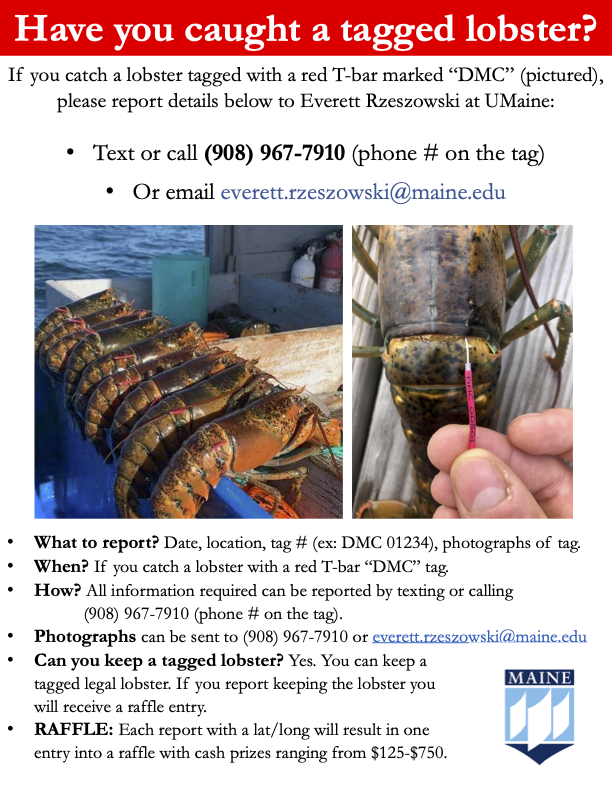 Have you caught a tagged lobster?
If you catch a lobster tagged with a red T-bar marked “DMC” (pictured),
please report details below to Everett Rzeszowski at UMaine:
• Text or call (908) 967-7910 (phone # on the tag)
• Or email everett.rzeszowski@maine.edu
• What to report? Date, location, tag # (ex: DMC 01234), photographs of tag.
• When? If you catch a lobster with a red T-bar “DMC” tag.
• How? All information required can be reported by texting or calling
(908) 967-7910 (phone # on the tag).
• Photographs can be sent to (908) 967-7910 or everett.rzeszowski@maine.edu
• Can you keep a tagged lobster? Yes. You can keep a
tagged legal lobster. If you report keeping the lobster you
will receive a raffle entry.
• RAFFLE: Each report with a lat/long will result in one
entry into a raffle with cash prizes ranging from $125-$750.
MAINE